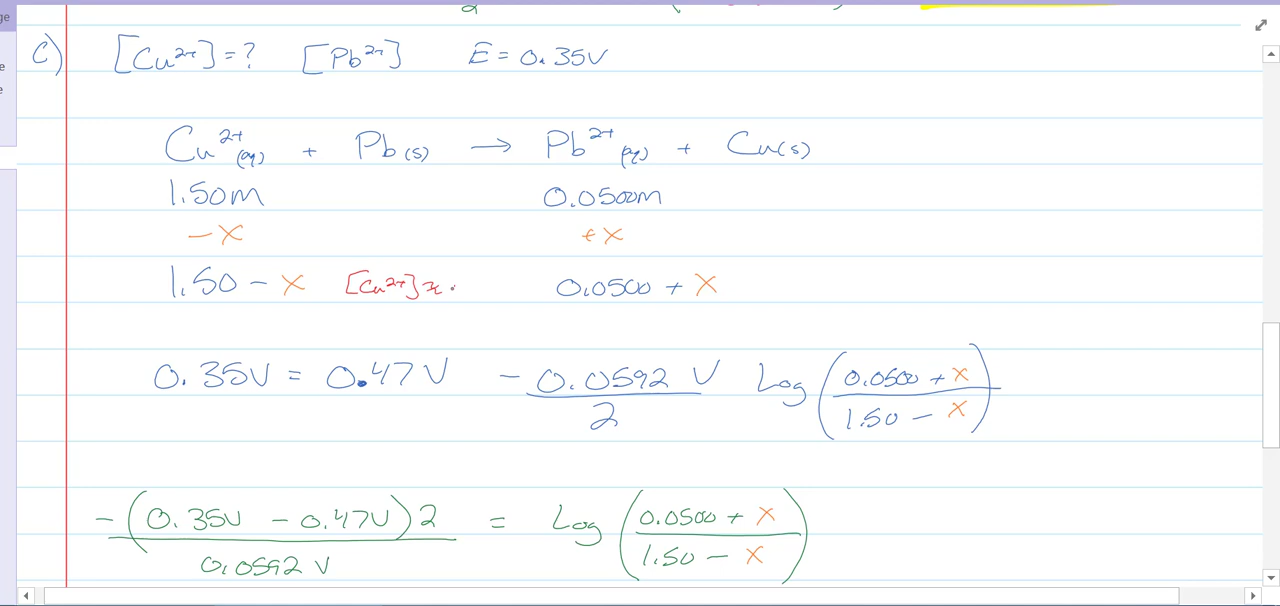 C) [Cu²⁺] = ? [Pb²⁺] E = 0.35V
Cu²⁺(aq) + Pb(s) → Pb²⁺(aq) + Cu(s)
1.50M 0.0500M
- X + X
1.50 - X [Cu²⁺] 0.0500 + X
0.35V = 0.47V - 0.0592 V / 2 Log (0.0500 + X / 1.50 - X)
-(0.35V - 0.47V)2 / 0.0592 V = Log (0.0500 + X / 1.50 - X)